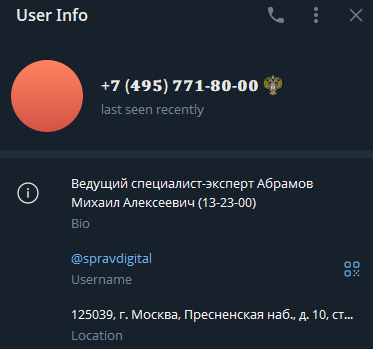 User Info
+7 (495) 771-80-00
last seen recently
Ведущий специалист-эксперт Абрамов
Михаил Алексеевич (13-23-00)
Bio
@spravdigital
Username
125039, г. Москва, Пресненская наб., д. 10, ст...
Location